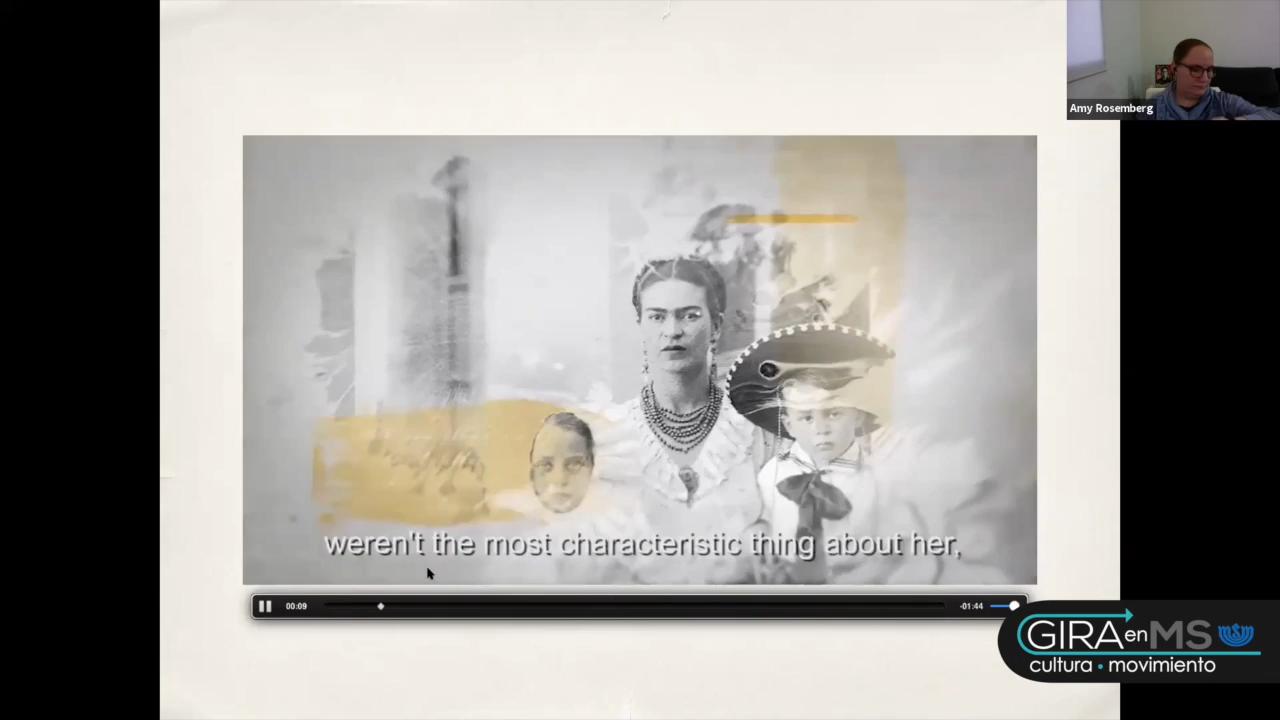 Amy Rosemberg
weren't the most characteristic thing about her,
00:09
-01:44
GIRA en MS
cultura • movimiento